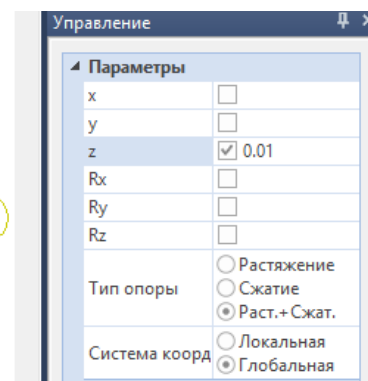 Управление
Параметры
x
y
z 0.01
Rx
Ry
Rz
Тип опоры
Растяжение
Сжатие
Раст.+Сжат.
Система коорд
Локальная
Глобальная